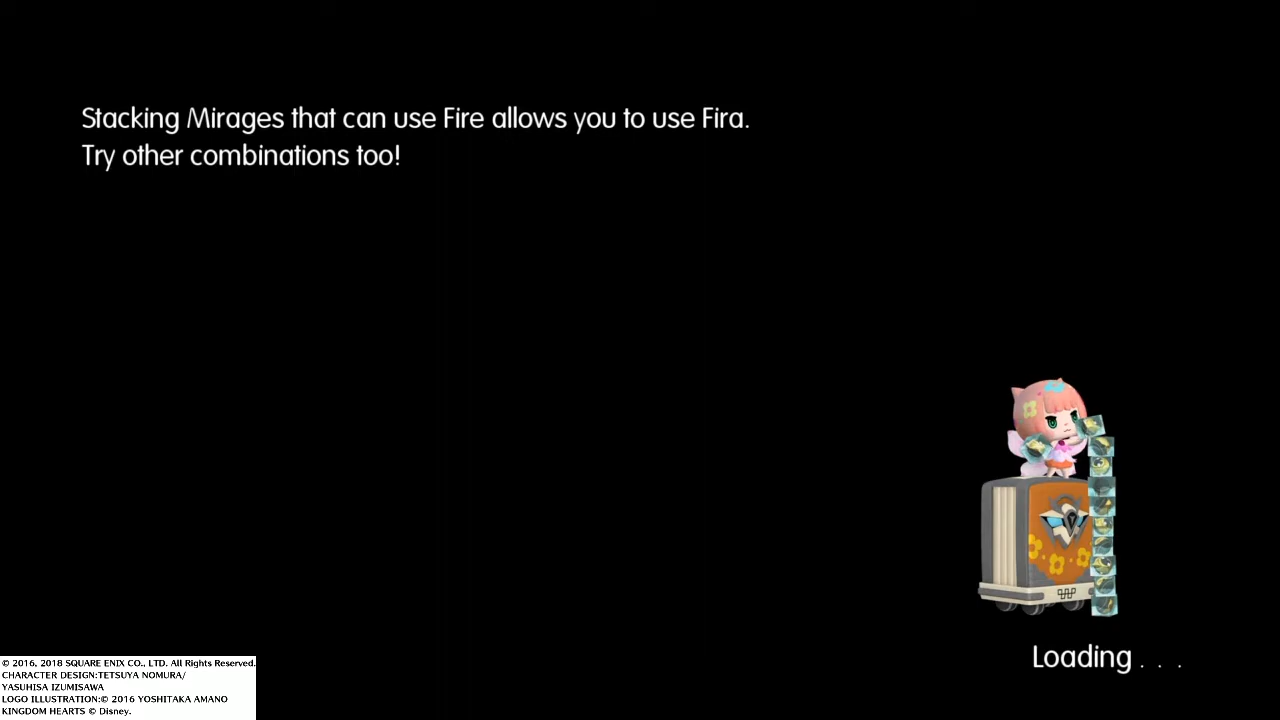 Stacking Mirages that can use Fire allows you to use Fira.
Try other combinations too!
Loading . . .
© 2016, 2018 SQUARE ENIX CO., LTD. All Rights Reserved.
CHARACTER DESIGN:TETSUYA NOMURA/
YASUHISA IZUMISAWA
LOGO ILLUSTRATION:© 2016 YOSHITAKA AMANO
KINGDOM HEARTS © Disney.